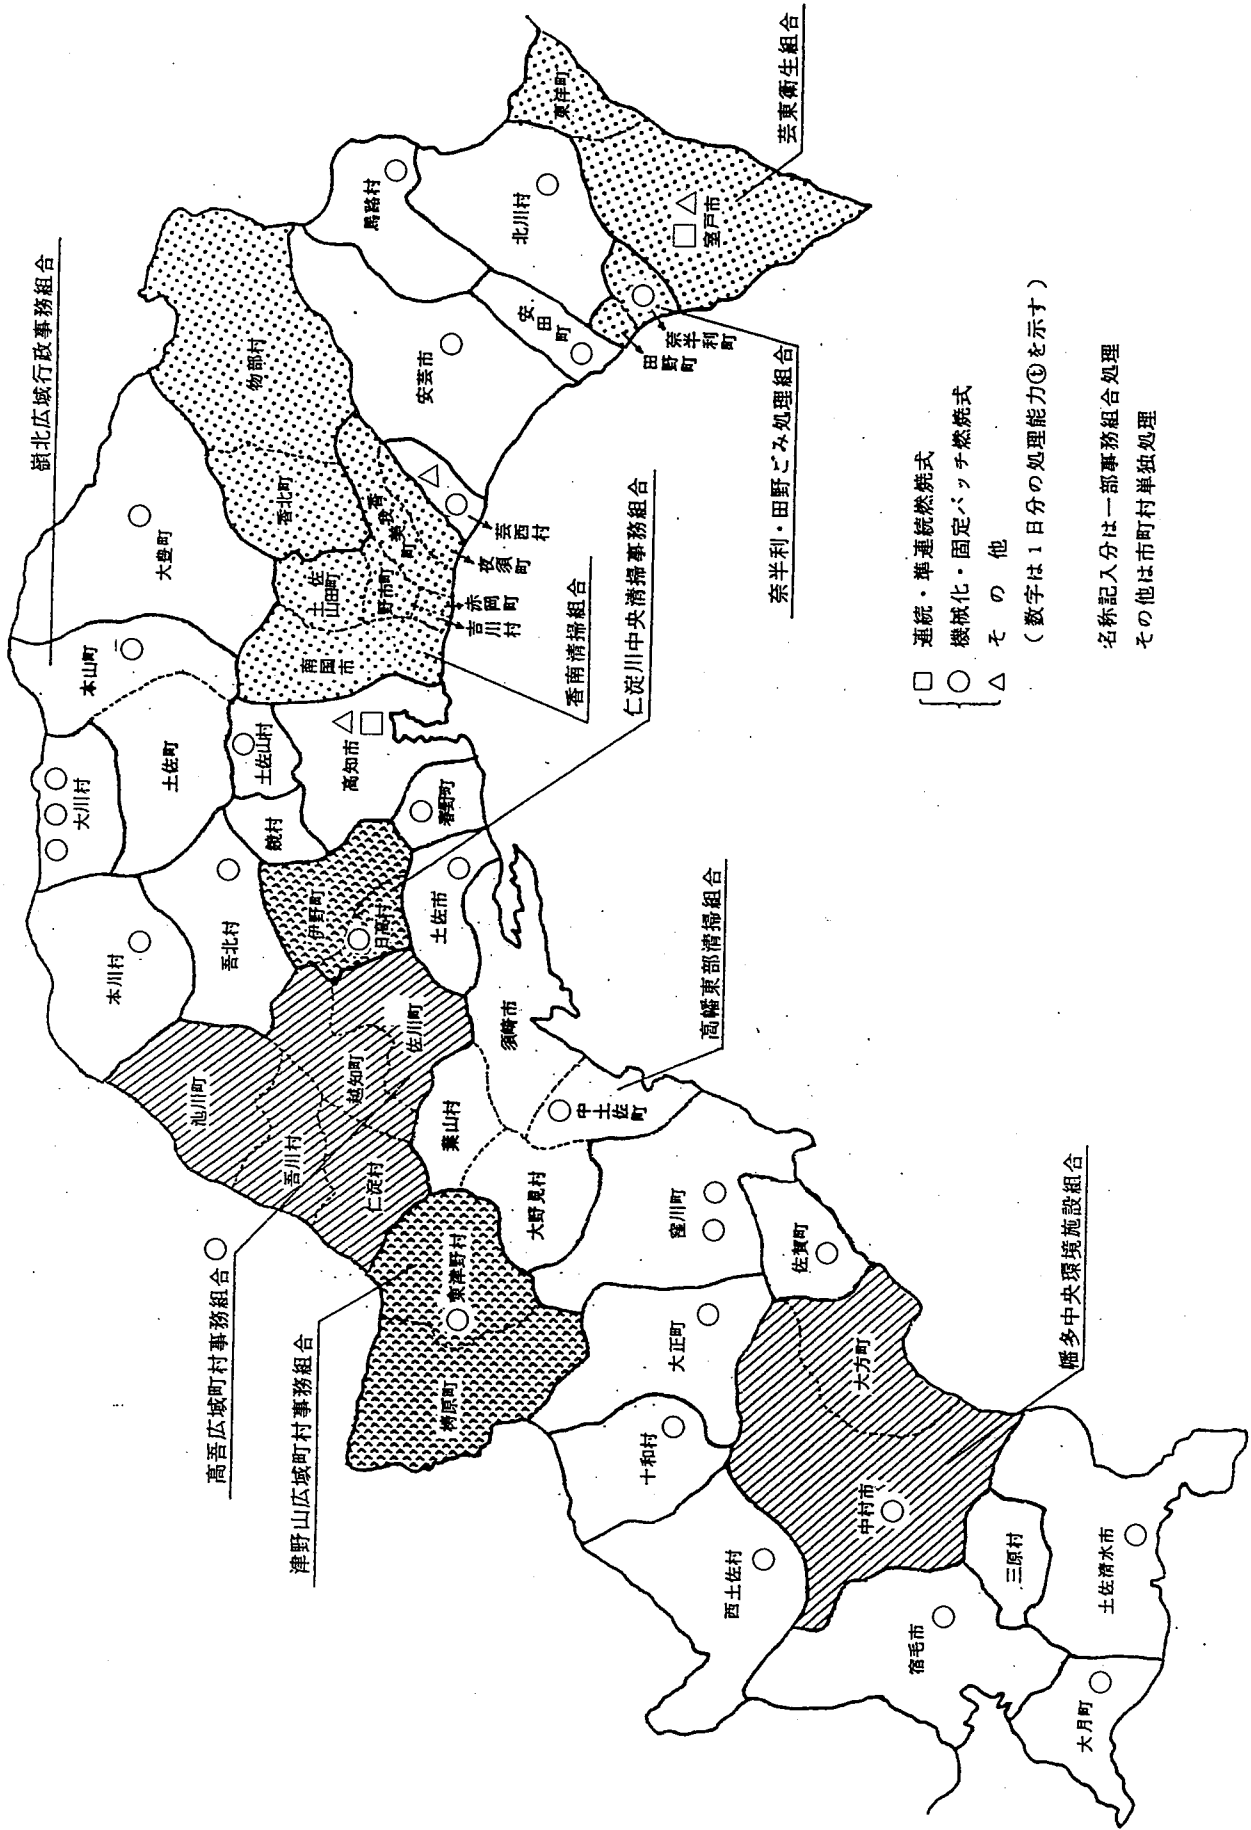 嶺北広域行政事務組合
高吾広域町村事務組合
津野山広域町村事務組合
幡多中央環境施設組合
高幡東部清掃組合
仁淀川中央清掃事務組合
香南清掃組合
奈半利・田野ごみ処理組合
芸東衛生組合
東洋町
室戸市
北川村
馬路村
奈半利町
田野町
安田町
安芸市
芸西村
夜須町
赤岡町
吉川村
香我美町
野市町
物部村
香北町
土佐山田町
南国市
大豊町
本山町
土佐町
大川村
本川村
土佐山村
鏡村
高知市
春野町
吾北村
伊野町
日高村
土佐市
池川町
吾川村
仁淀村
越知町
佐川町
須崎市
葉山村
中土佐町
大野見村
東津野村
梼原町
窪川町
佐賀町
大正町
十和村
西土佐村
大方町
中村市
三原村
宿毛市
土佐清水市
大月町
□ 連続・準連続燃焼式
○ 機械化・固定バッチ燃焼式
△ その他
(数字は1日分の処理能力ⓣを示す)
名称記入分は一部事務組合処理
その他は市町村単独処理